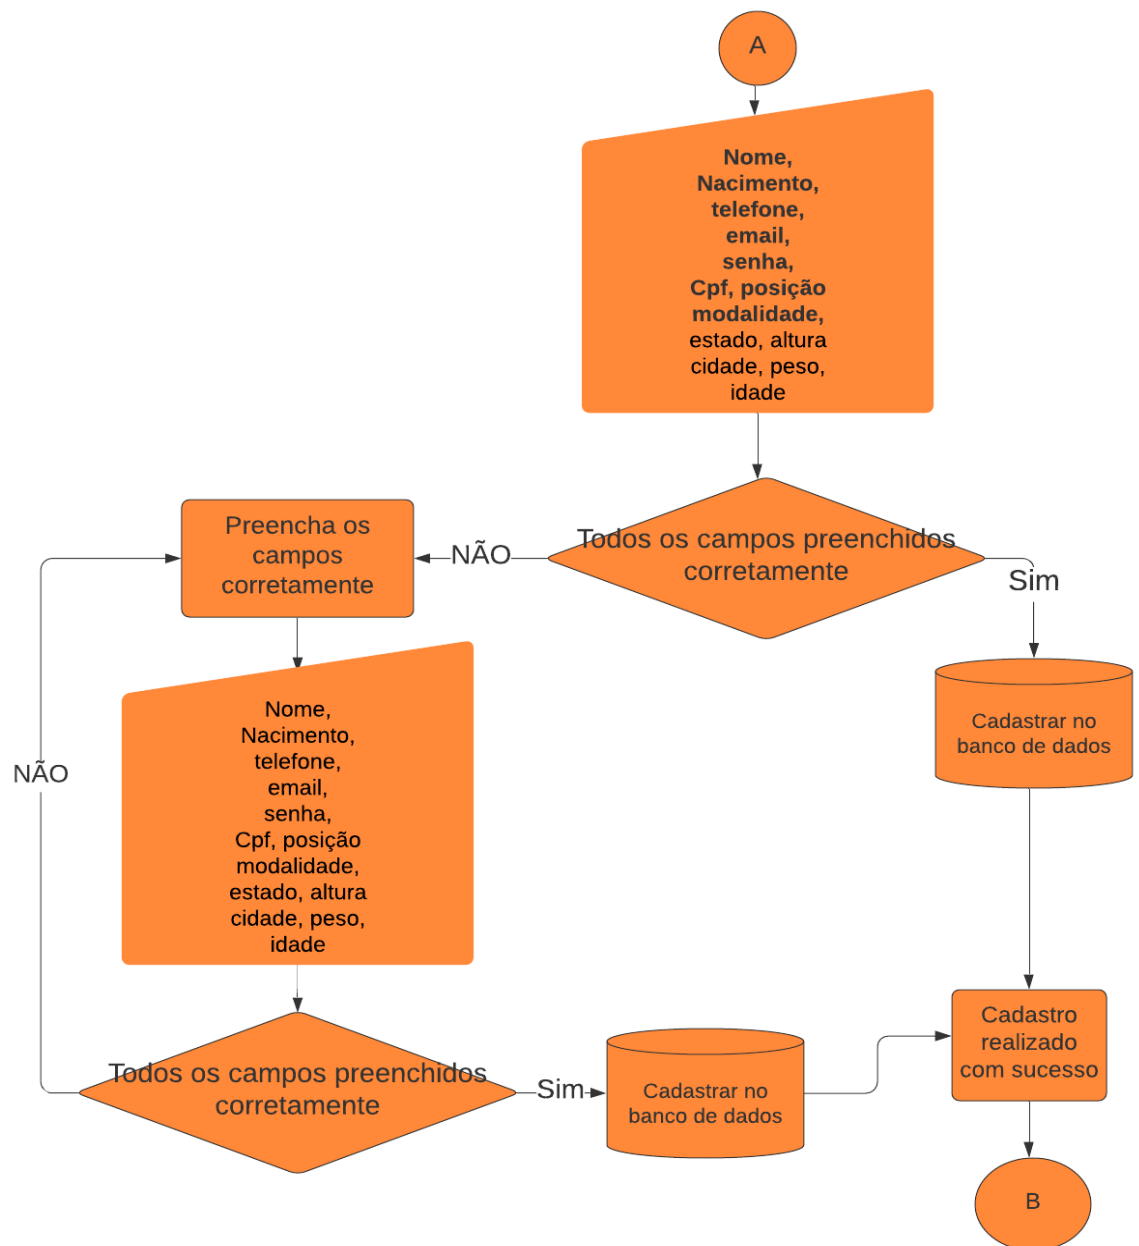 A
Nome,
Nacimento,
telefone,
email,
senha,
Cpf, posição
modalidade,
estado, altura
cidade, peso,
idade
Todos os campos preenchidos
corretamente
NÃO
Sim
Preencha os
campos
corretamente
Cadastrar no
banco de dados
Nome,
Nacimento,
telefone,
email,
senha,
Cpf, posição
modalidade,
estado, altura
cidade, peso,
idade
NÃO
Todos os campos preenchidos
corretamente
Sim
Cadastrar no
banco de dados
Cadastro
realizado
com sucesso
B